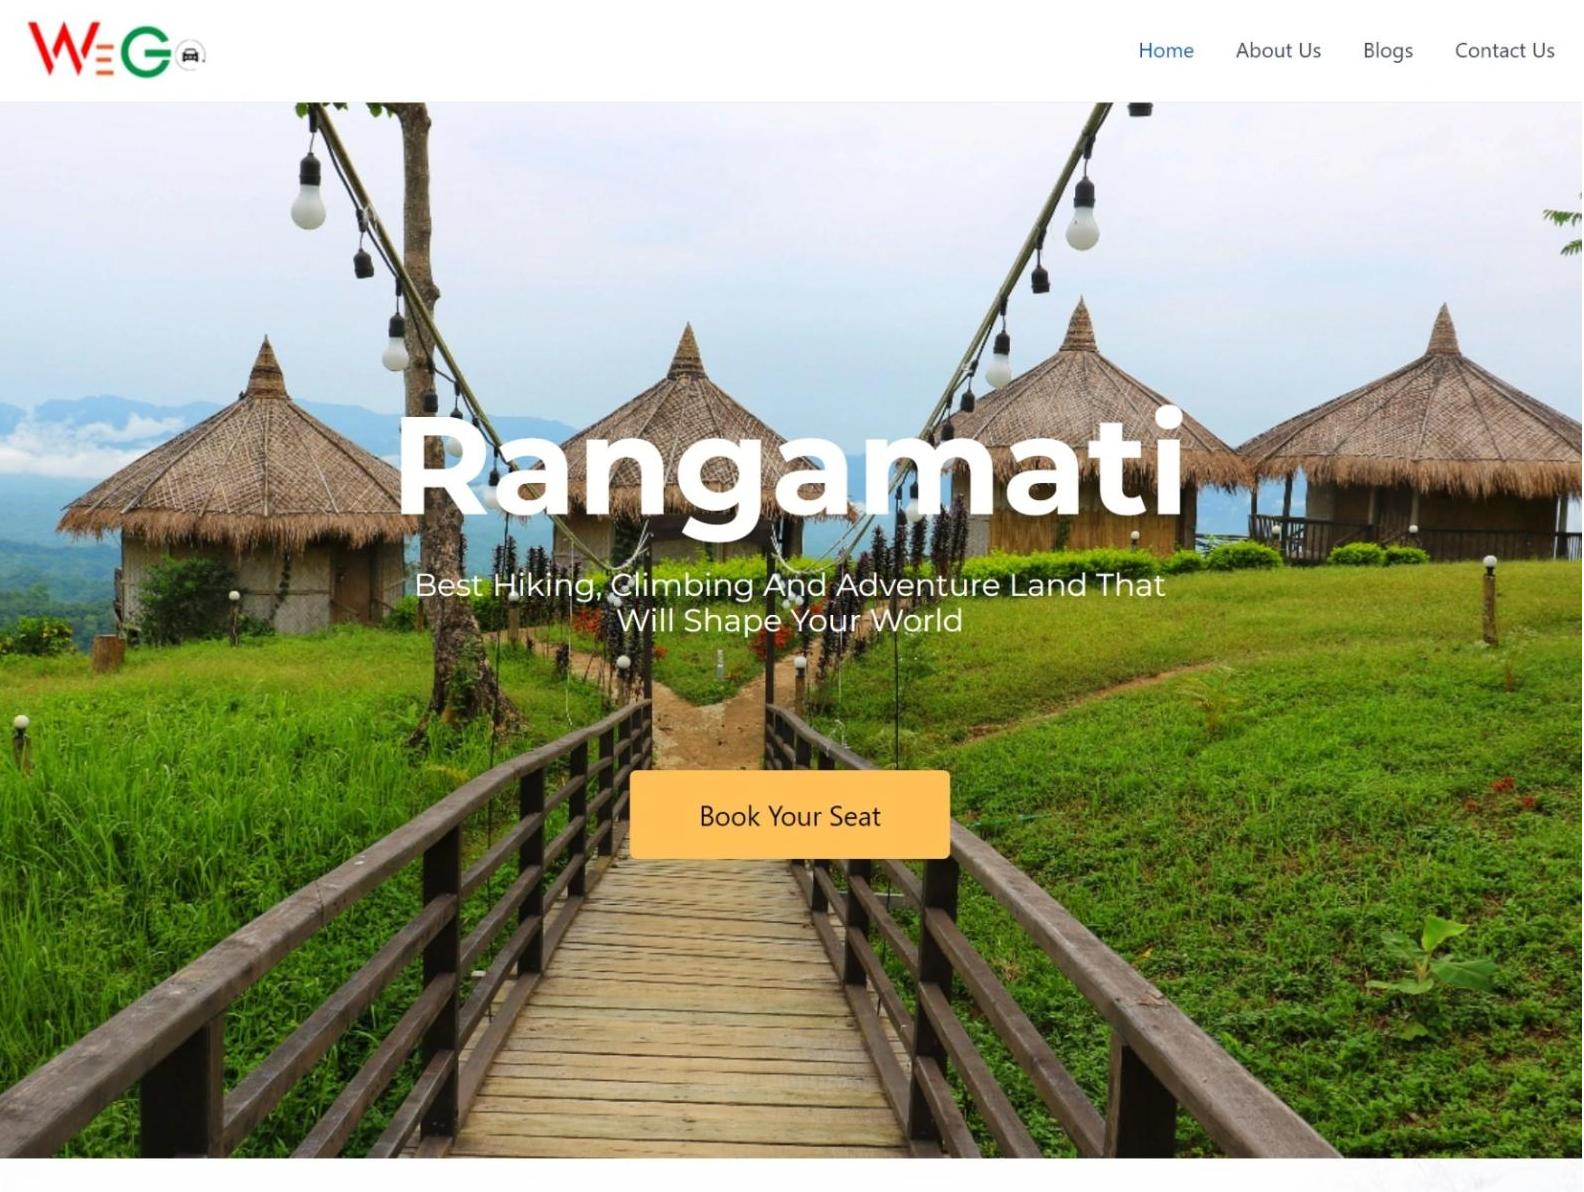 WeGo
Home
About Us
Blogs
Contact Us
Rangamati
Best Hiking, Climbing And Adventure Land That
Will Shape Your World
Book Your Seat